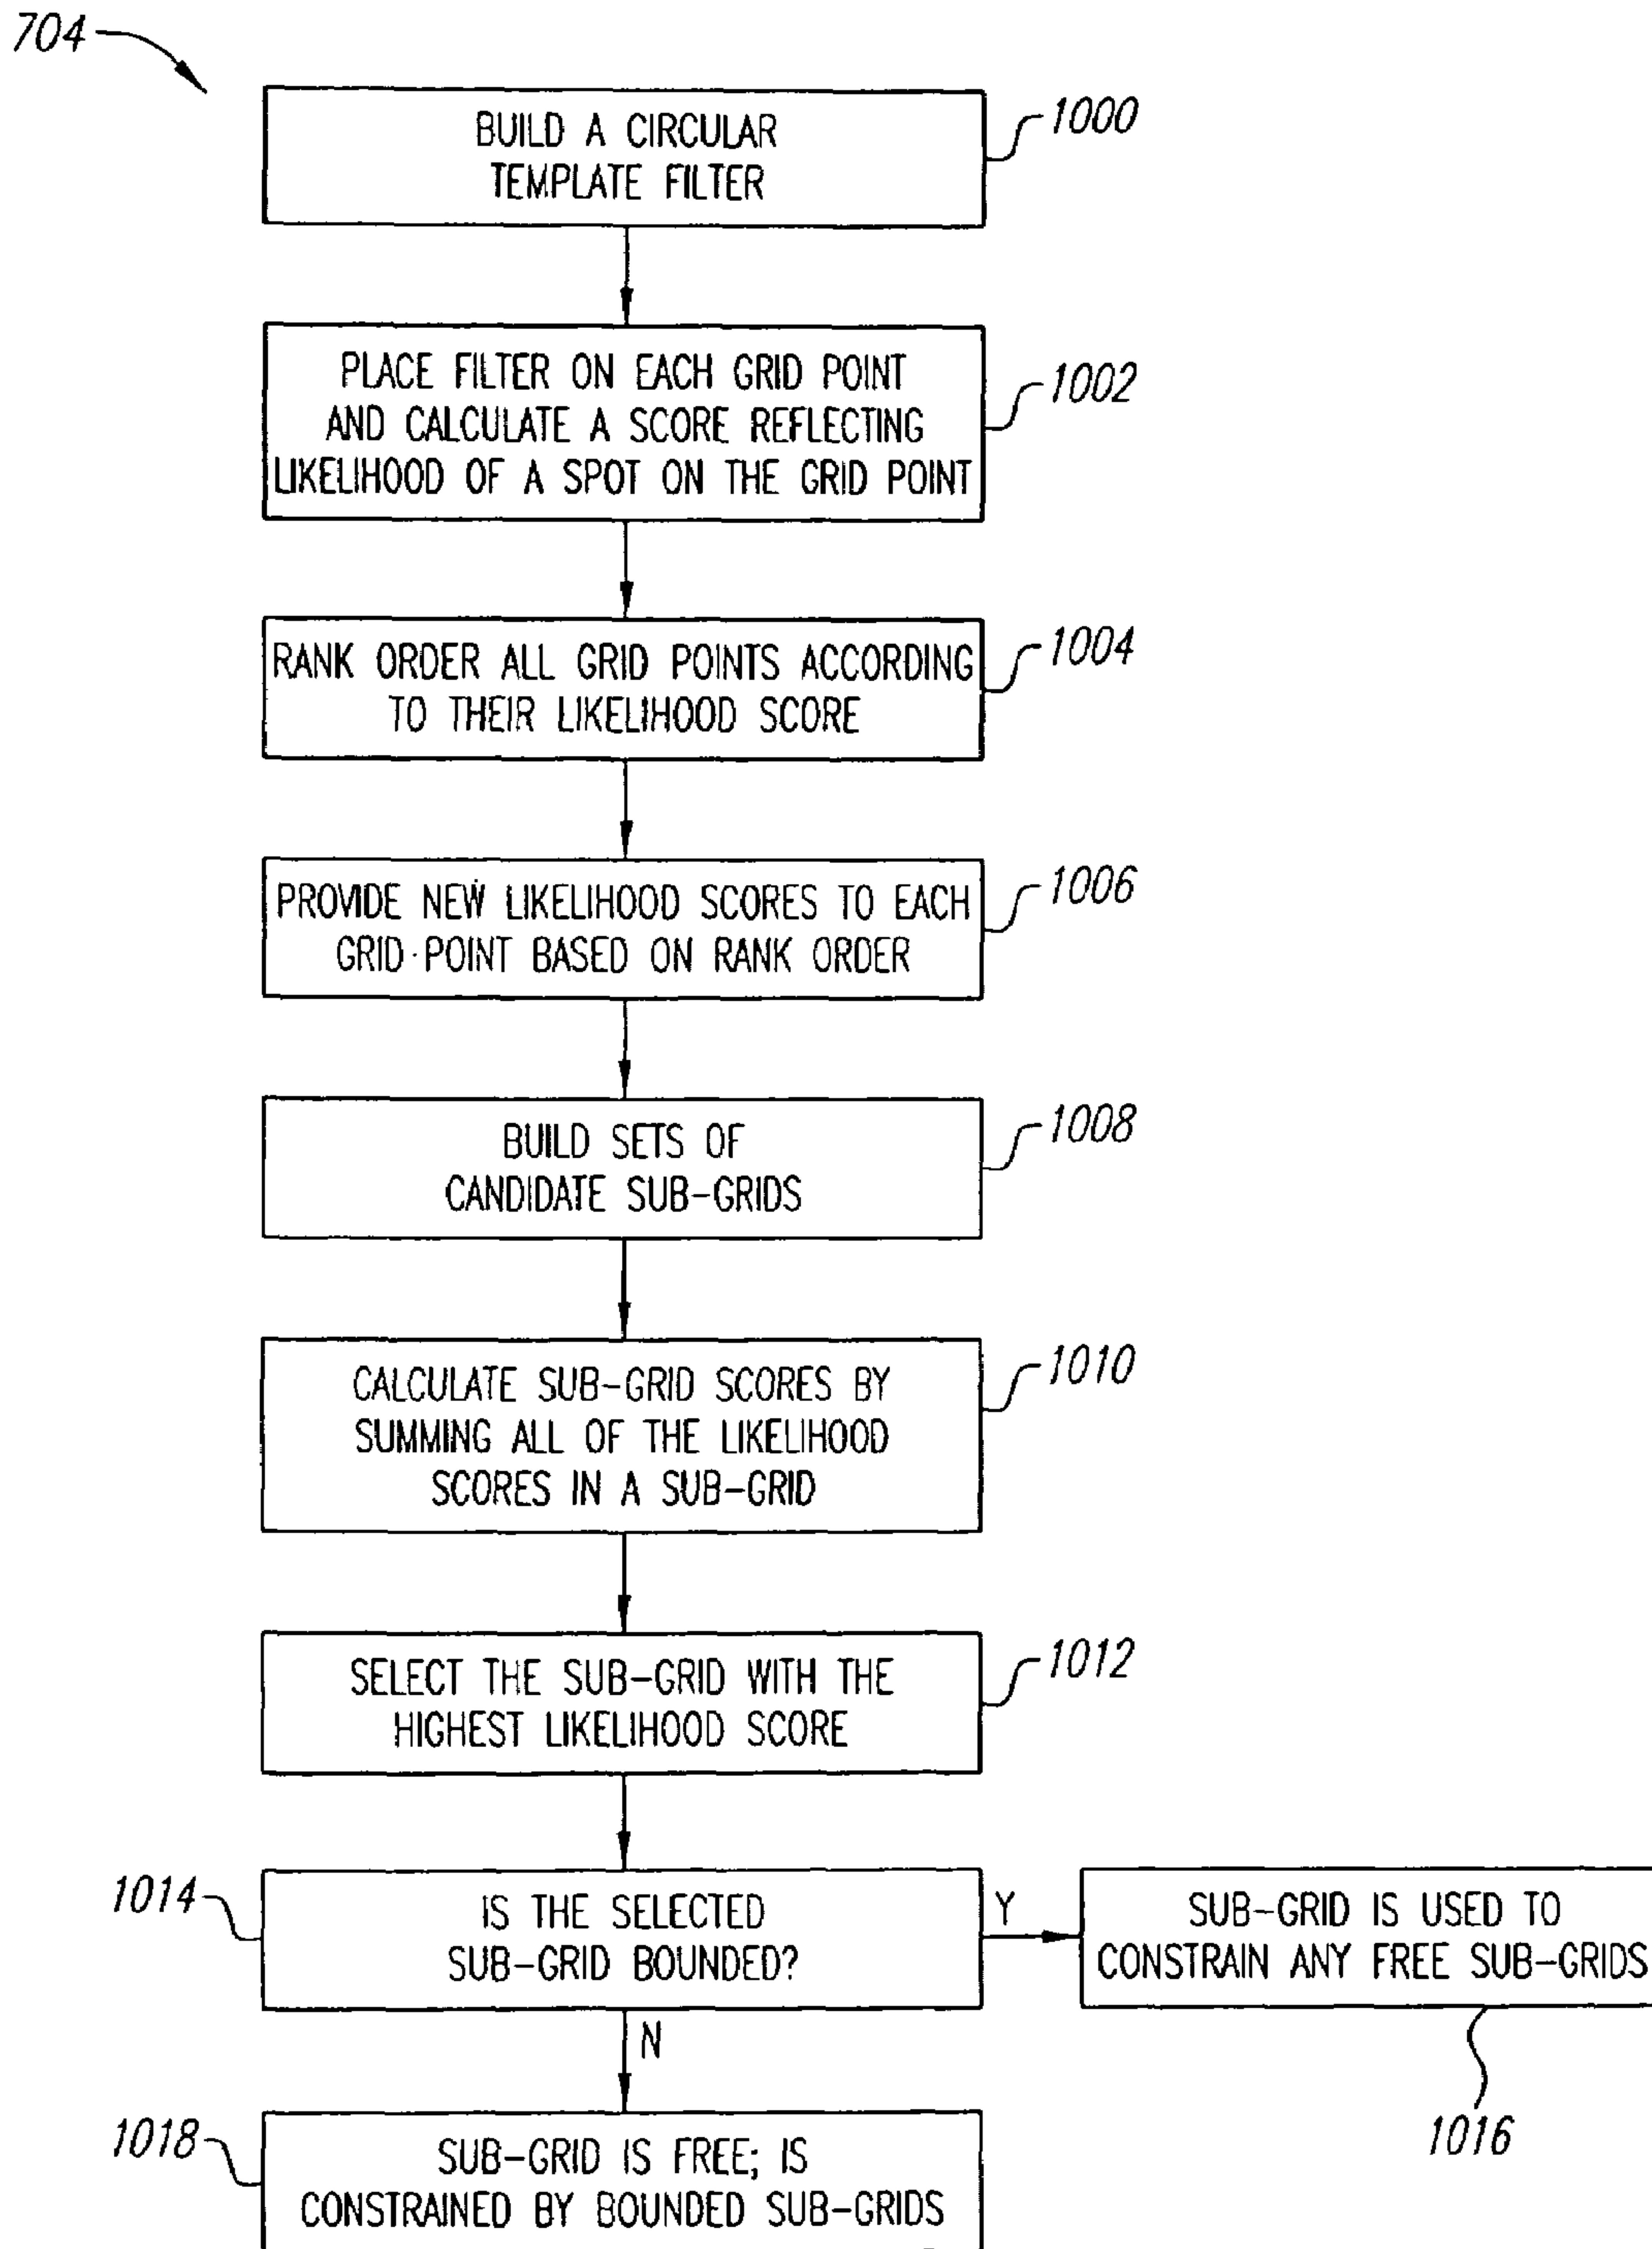 704
BUILD A CIRCULAR
TEMPLATE FILTER
1000
PLACE FILTER ON EACH GRID POINT
AND CALCULATE A SCORE REFLECTING
LIKELIHOOD OF A SPOT ON THE GRID POINT
1002
RANK ORDER ALL GRID POINTS ACCORDING
TO THEIR LIKELIHOOD SCORE
1004
PROVIDE NEW LIKELIHOOD SCORES TO EACH
GRID POINT BASED ON RANK ORDER
1006
BUILD SETS OF
CANDIDATE SUB-GRIDS
1008
CALCULATE SUB-GRID SCORES BY
SUMMING ALL OF THE LIKELIHOOD
SCORES IN A SUB-GRID
1010
SELECT THE SUB-GRID WITH THE
HIGHEST LIKELIHOOD SCORE
1012
1014
IS THE SELECTED
SUB-GRID BOUNDED?
Y
SUB-GRID IS USED TO
CONSTRAIN ANY FREE SUB-GRIDS
1016
N
1018
SUB-GRID IS FREE; IS
CONSTRAINED BY BOUNDED SUB-GRIDS